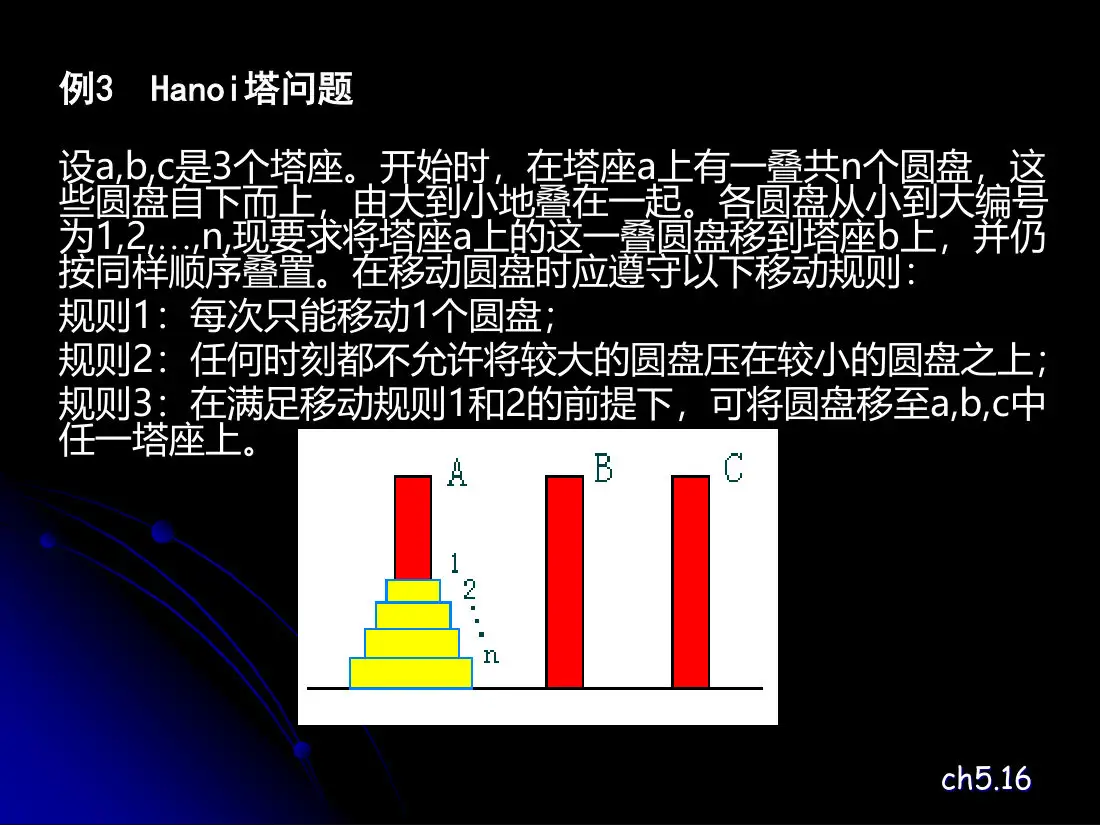 例3 Hanoi塔问题
设a,b,c是3个塔座。开始时，在塔座a上有一叠共n个圆盘，这
些圆盘自下而上，由大到小地叠在一起。各圆盘从小到大编号
为1,2,…,n,现要求将塔座a上的这一叠圆盘移到塔座b上，并仍
按同样顺序叠置。在移动圆盘时应遵守以下移动规则：
规则1：每次只能移动1个圆盘；
规则2：任何时刻都不允许将较大的圆盘压在较小的圆盘之上；
规则3：在满足移动规则1和2的前提下，可将圆盘移至a,b,c中
任一塔座上。
A B C
1
2
n
ch5.16